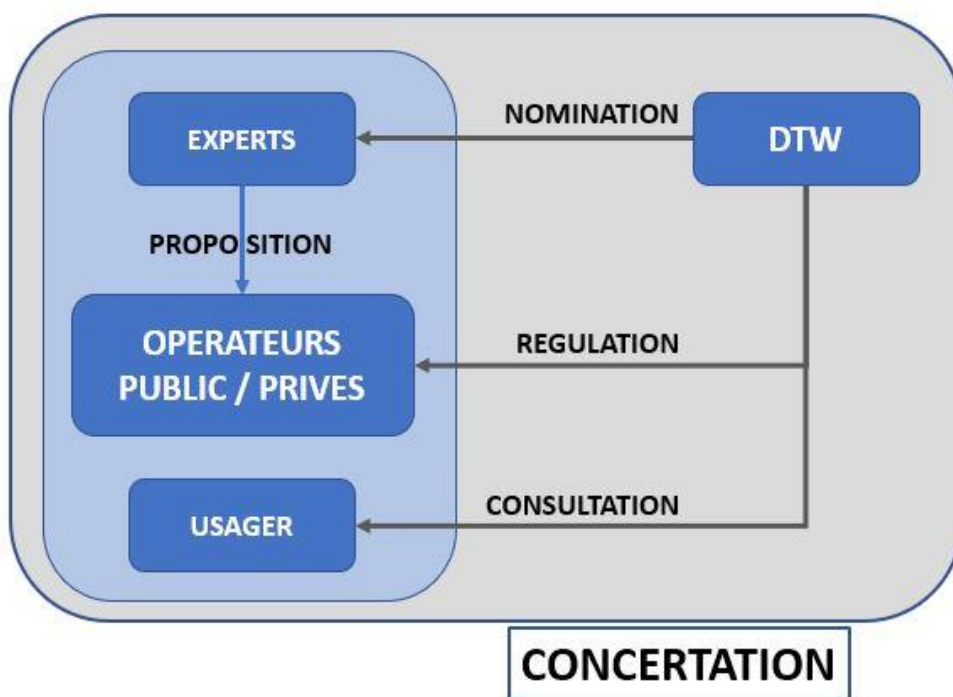 NOMINATION
EXPERTS
DTW
PROPOSITION
OPERATEURS
PUBLIC / PRIVES
REGULATION
CONSULTATION
USAGER
CONCERTATION